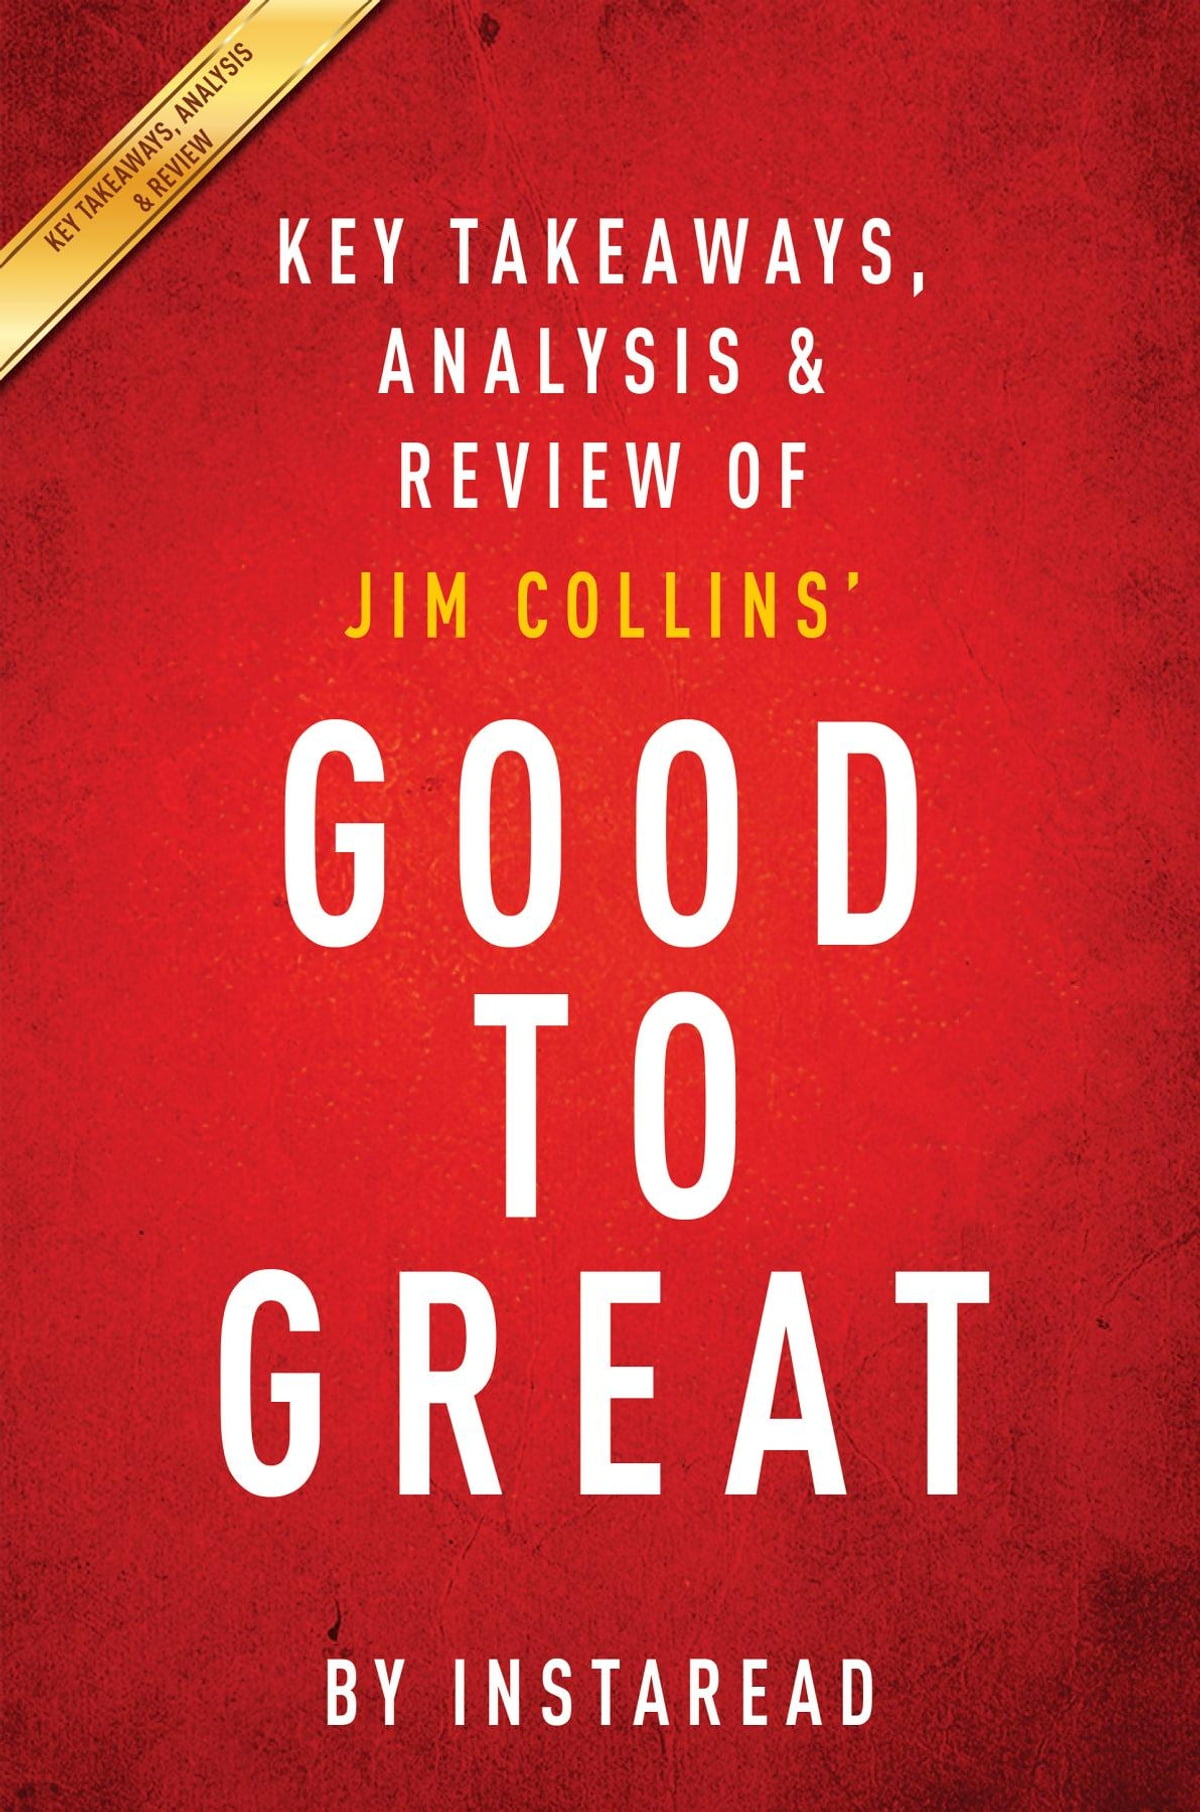 KEY TAKEAWAYS, ANALYSIS
& REVIEW
KEY TAKEAWAYS,
ANALYSIS &
REVIEW OF
JIM COLLINS’
GOOD
TO
GREAT
BY INSTAREAD